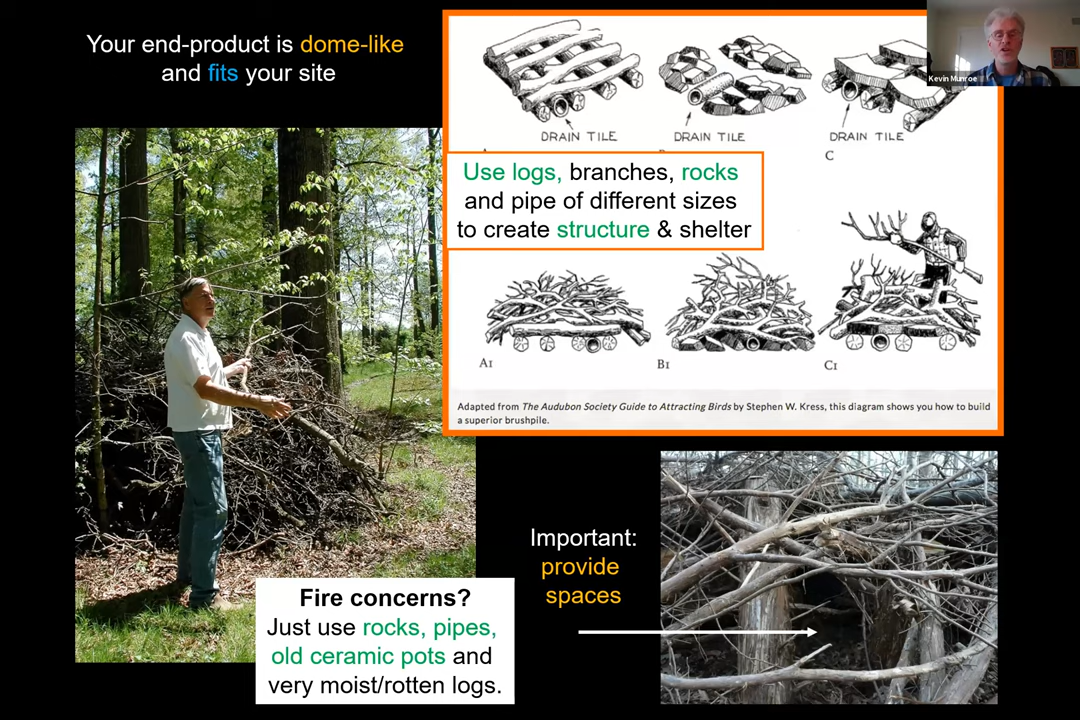 Your end-product is dome-like
and fits your site
Kevin Munroe
DRAIN TILE
DRAIN TILE
DRAIN TILE
C
Use logs, branches, rocks
and pipe of different sizes
to create structure & shelter
A1
B1
C1
Adapted from The Audubon Society Guide to Attracting Birds by Stephen W. Kress, this diagram shows you how to build
a superior brushpile.
Important:
provide
spaces
Fire concerns?
Just use rocks, pipes,
old ceramic pots and
very moist/rotten logs.